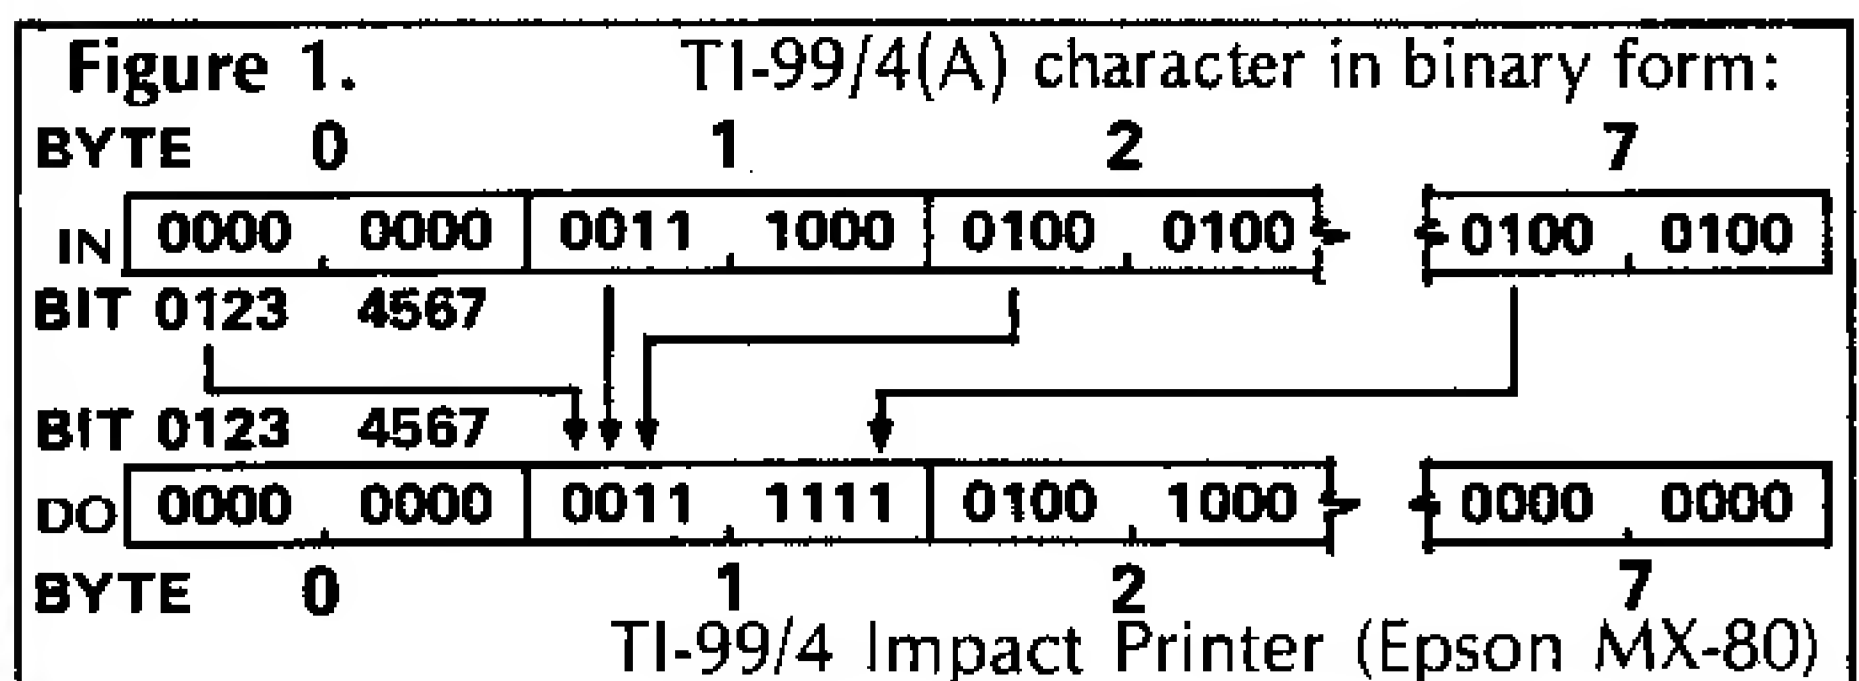 Figure 1. TI-99/4(A) character in binary form:
BYTE 0 1 2 7
IN 0000 0000 0011 1000 0100 0100 0100 0100
BIT 0123 4567
BIT 0123 4567
DO 0000 0000 0011 1111 0100 1000 0000 0000
BYTE 0 1 2 7
TI-99/4 Impact Printer (Epson MX-80)